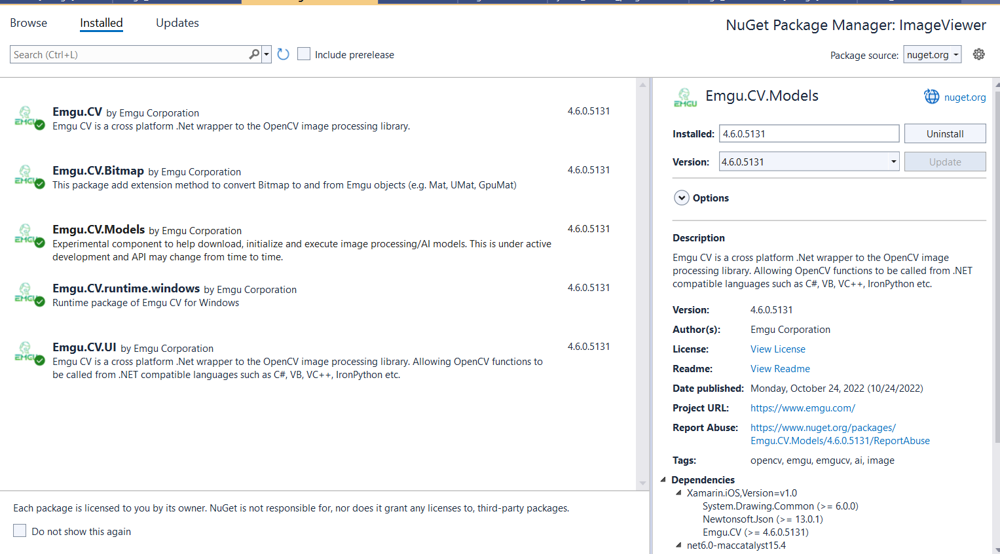 Browse
Installed
Updates
NuGet Package Manager: ImageViewer
Search (Ctrl+L)
Include prerelease
Package source:
nuget.org
EMGU
Emgu.CV by Emgu Corporation
4.6.0.5131
Emgu CV is a cross platform .Net wrapper to the OpenCV image processing library.
Emgu.CV.Bitmap by Emgu Corporation
4.6.0.5131
This package add extension method to convert Bitmap to and from Emgu objects (e.g. Mat, UMat, GpuMat)
Emgu.CV.Models by Emgu Corporation
4.6.0.5131
Experimental component to help download, initialize and execute image processing/AI models. This is under active
development and API may change from time to time.
Emgu.CV.runtime.windows by Emgu Corporation
4.6.0.5131
Runtime package of Emgu CV for Windows
Emgu.CV.UI by Emgu Corporation
4.6.0.5131
Emgu CV is a cross platform .Net wrapper to the OpenCV image processing library. Allowing OpenCV functions to
be called from .NET compatible languages such as C#, VB, VC++, IronPython etc.
Each package is licensed to you by its owner. NuGet is not responsible for, nor does it grant any licenses to, third-party packages.
Do not show this again
EMGU
Emgu.CV.Models
nuget.org
Installed: 4.6.0.5131 Uninstall
Version: 4.6.0.5131 Update
Options
Description
Emgu CV is a cross platform .Net wrapper to the OpenCV image
processing library. Allowing OpenCV functions to be called from .NET
compatible languages such as C#, VB, VC++, IronPython etc.
Version: 4.6.0.5131
Author(s): Emgu Corporation
License: View License
Readme: View Readme
Date published: Monday, October 24, 2022 (10/24/2022)
Project URL: https://www.emgu.com/
Report Abuse: https://www.nuget.org/packages/
Emgu.CV.Models/4.6.0.5131/ReportAbuse
Tags: opencv, emgu, emgucv, ai, image
Dependencies
Xamarin.iOS,Version=v1.0
System.Drawing.Common (>= 6.0.0)
Newtonsoft.Json (>= 13.0.1)
Emgu.CV (>= 4.6.0.5131)
net6.0-maccatalyst15.4